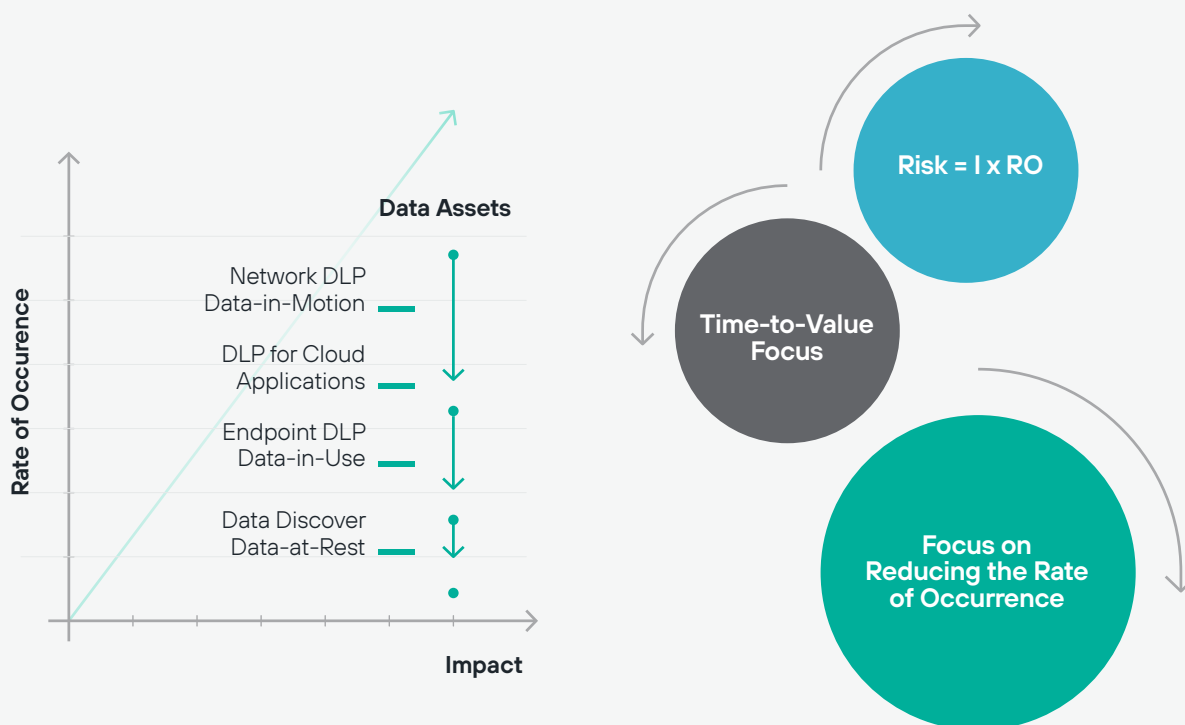 Rate of Occurence
Data Assets
Network DLP
Data-in-Motion
DLP for Cloud
Applications
Endpoint DLP
Data-in-Use
Data Discover
Data-at-Rest
Impact
Risk = I x RO
Time-to-Value
Focus
Focus on
Reducing the Rate
of Occurrence